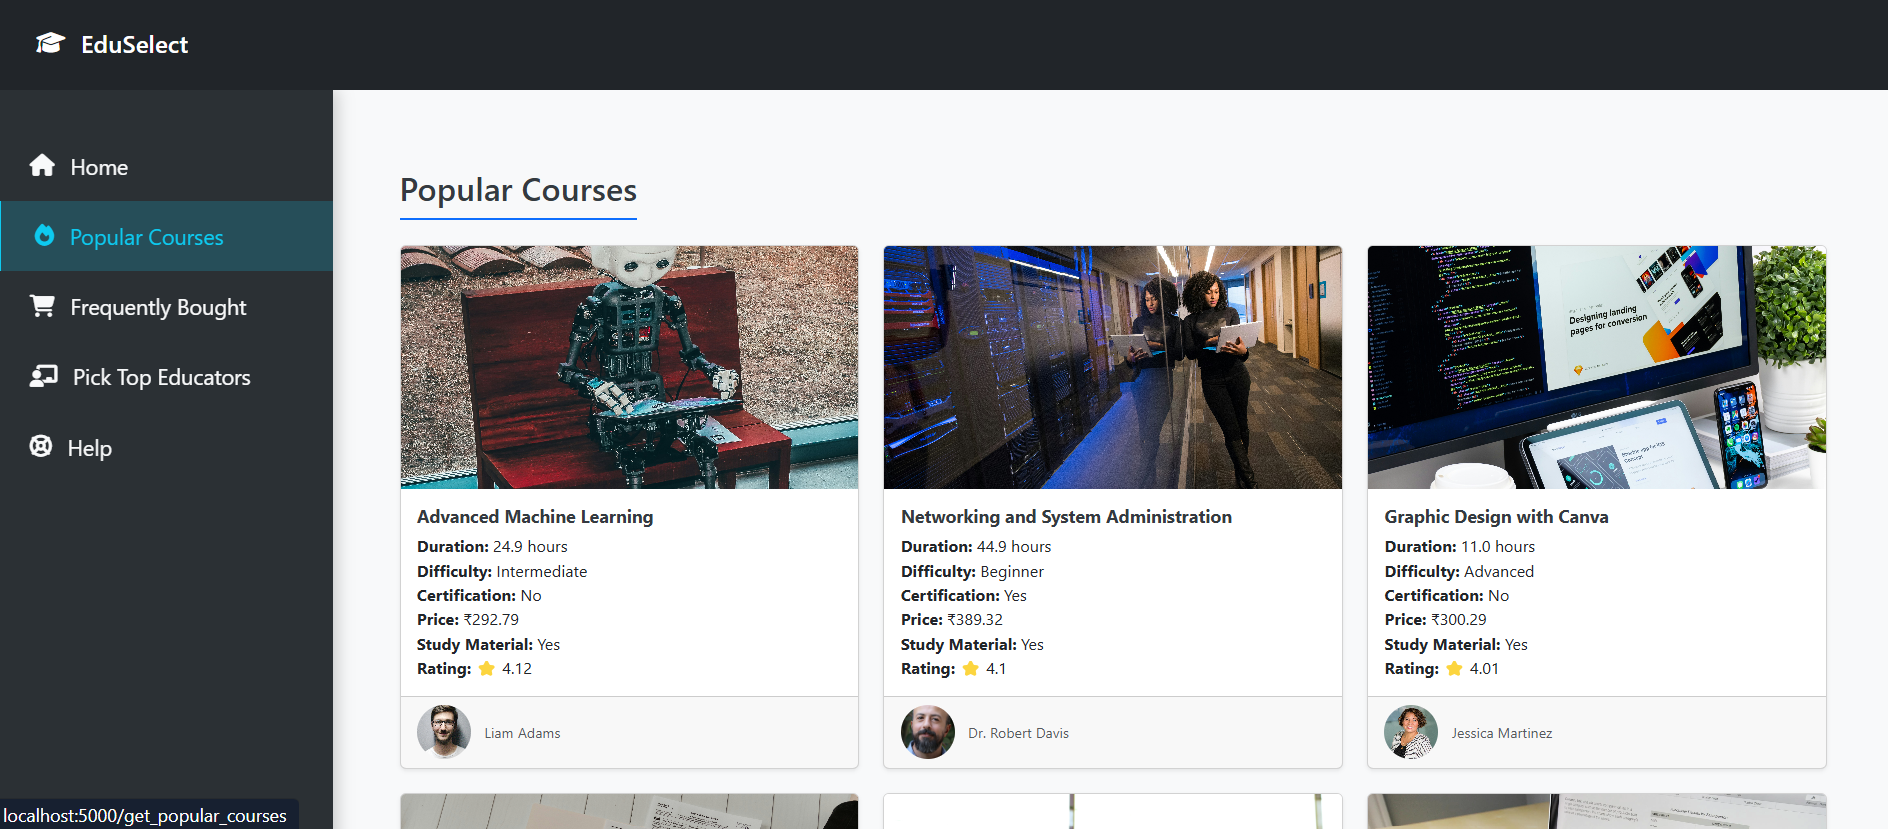 EduSelect
Home
Popular Courses
Frequently Bought
Pick Top Educators
Help
Popular Courses
Designing landing
pages for conversion
Advanced Machine Learning
Duration: 24.9 hours
Difficulty: Intermediate
Certification: No
Price: ₹292.79
Study Material: Yes
Rating: ⭐ 4.12
Liam Adams
Networking and System Administration
Duration: 44.9 hours
Difficulty: Beginner
Certification: Yes
Price: ₹389.32
Study Material: Yes
Rating: ⭐ 4.1
Dr. Robert Davis
Graphic Design with Canva
Duration: 11.0 hours
Difficulty: Advanced
Certification: No
Price: ₹300.29
Study Material: Yes
Rating: ⭐ 4.01
Jessica Martinez
localhost:5000/get_popular_courses